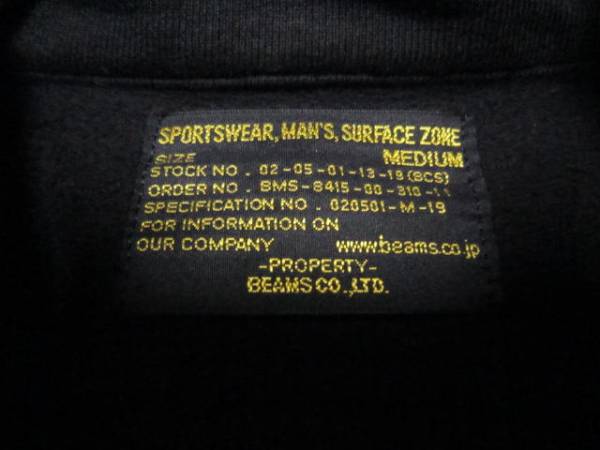 SPORTSWEAR, MAN'S, SURFACE ZONE
SIZE MEDIUM
STOCK NO. 02-05-01-13-19 (BCS)
ORDER NO. BMS-8415-00-310-11
SPECIFICATION NO. 020501-M-19
FOR INFORMATION ON
OUR COMPANY www.beams.co.jp
-PROPERTY-
BEAMS CO.,LTD.